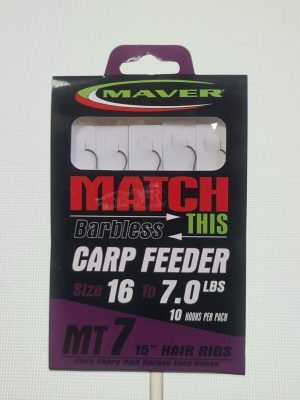 MAVER
MATCH
Barbless THIS
CARP FEEDER
Size 16 To 7.0 LBS
10 HOOKS PER PACK
MT7 15" HAIR RIGS
Ultra Sharp High Carbon Eyed Hooks